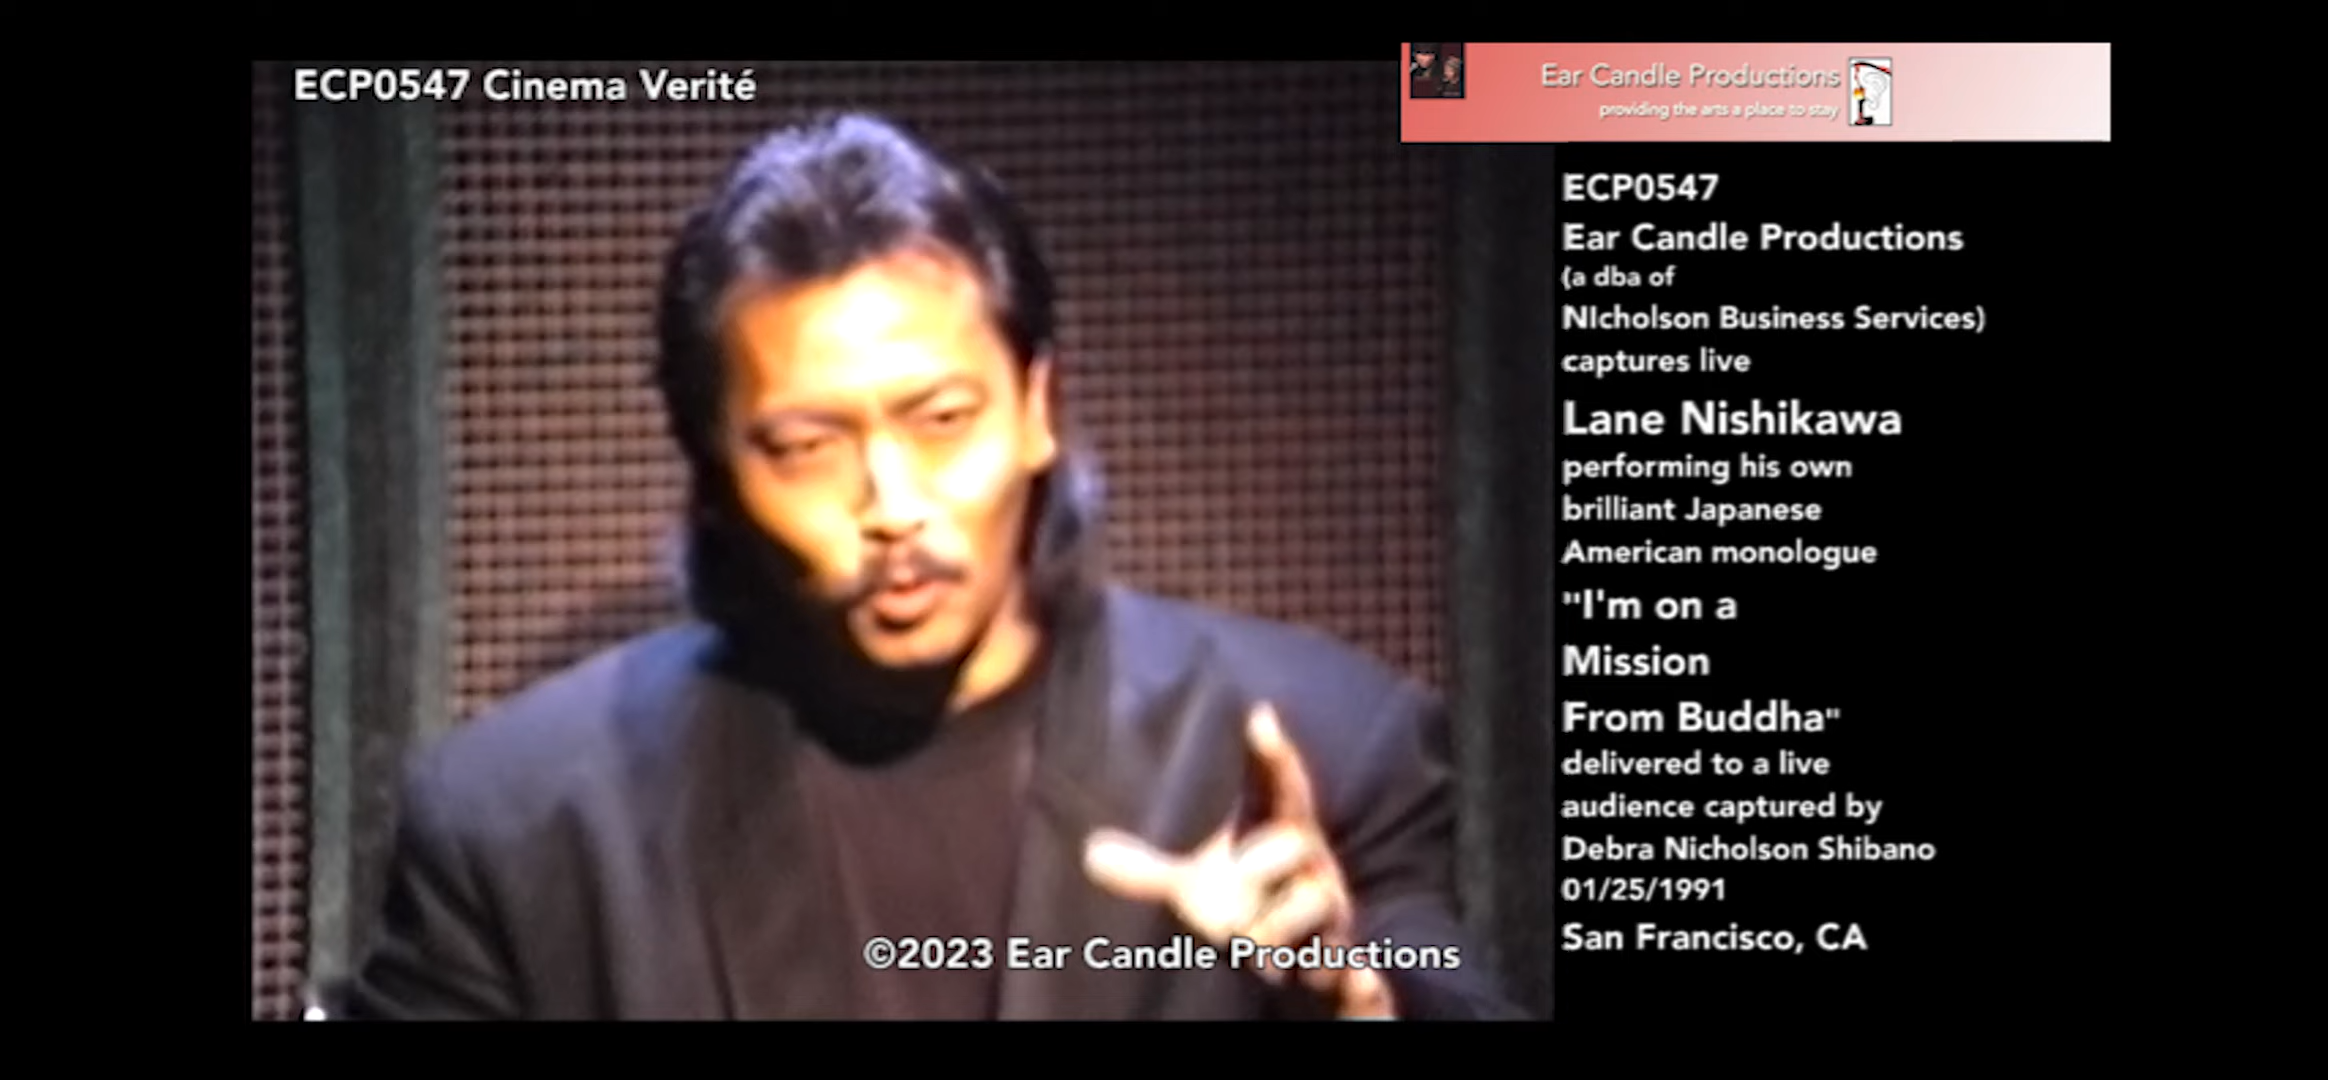 ECP0547 Cinema Verité
Ear Candle Productions
providing the arts a place to stay
ECP0547
Ear Candle Productions
(a dba of
NIcholson Business Services)
captures live
Lane Nishikawa
performing his own
brilliant Japanese
American monologue
"I'm on a
Mission
From Buddha"
delivered to a live
audience captured by
Debra Nicholson Shibano
01/25/1991
San Francisco, CA
©2023 Ear Candle Productions